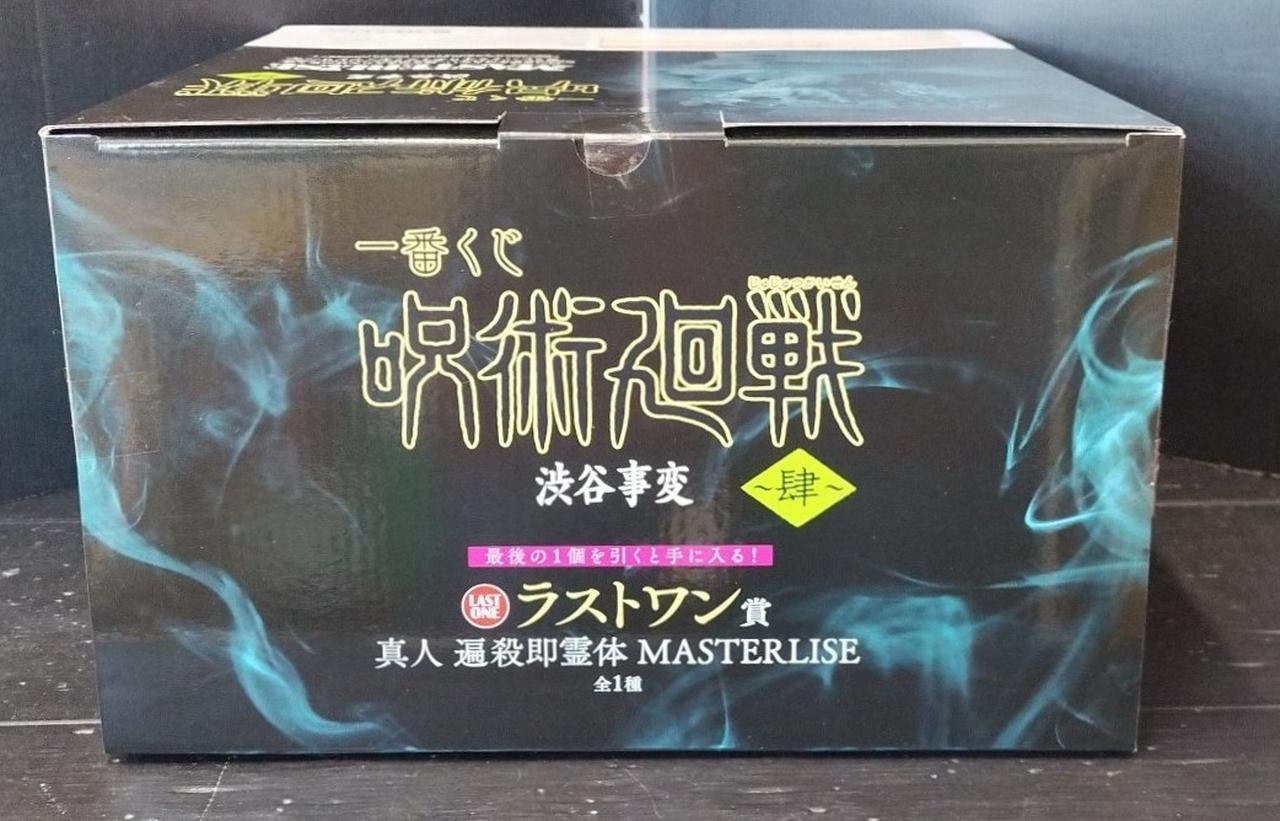 一番くじ
じゅじゅつかいせん
呪術廻戦
渋谷事変
～肆～
最後の1個を引くと手に入る!
LAST ONE ラストワン賞
真人 遍殺即霊体 MASTERLISE
全1種